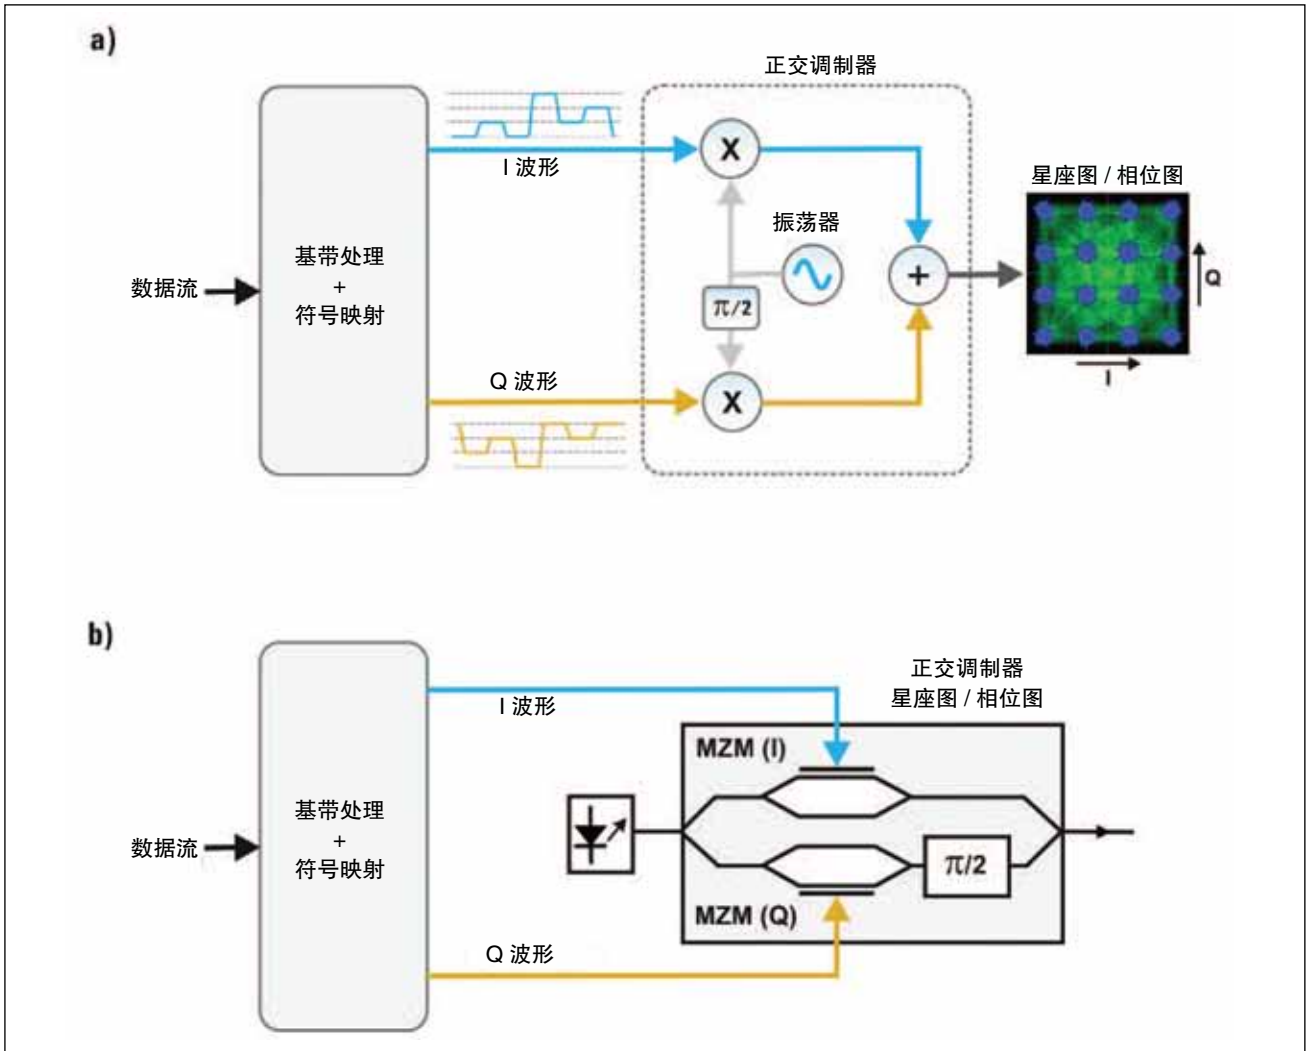 a)
正交调制器
I 波形
X
星座图 / 相位图
振荡器
基带处理
+
符号映射
数据流
+
Q
π/2
I
Q 波形
X
b)
正交调制器
星座图 / 相位图
I 波形
MZM (I)
基带处理
+
符号映射
数据流
π/2
MZM (Q)
Q 波形